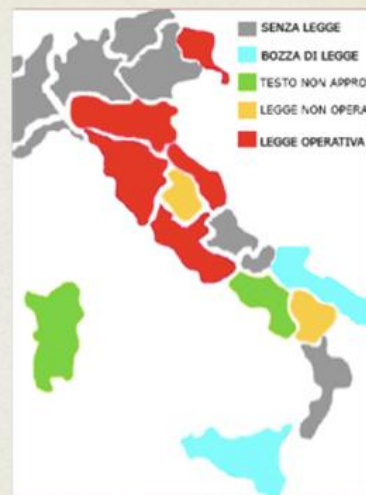 SENZA LEGGE
BOZZA DI LEGGE
TESTO NON APPRO
LEGGE NON OPERA
LEGGE OPERATIVA